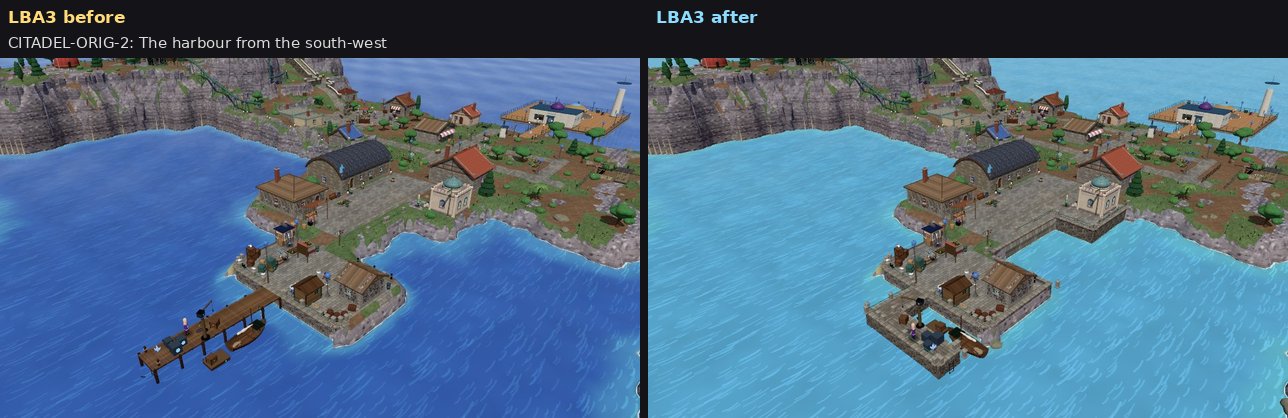 LBA3 before
CITADEL-ORIG-2: The harbour from the south-west
LBA3 after